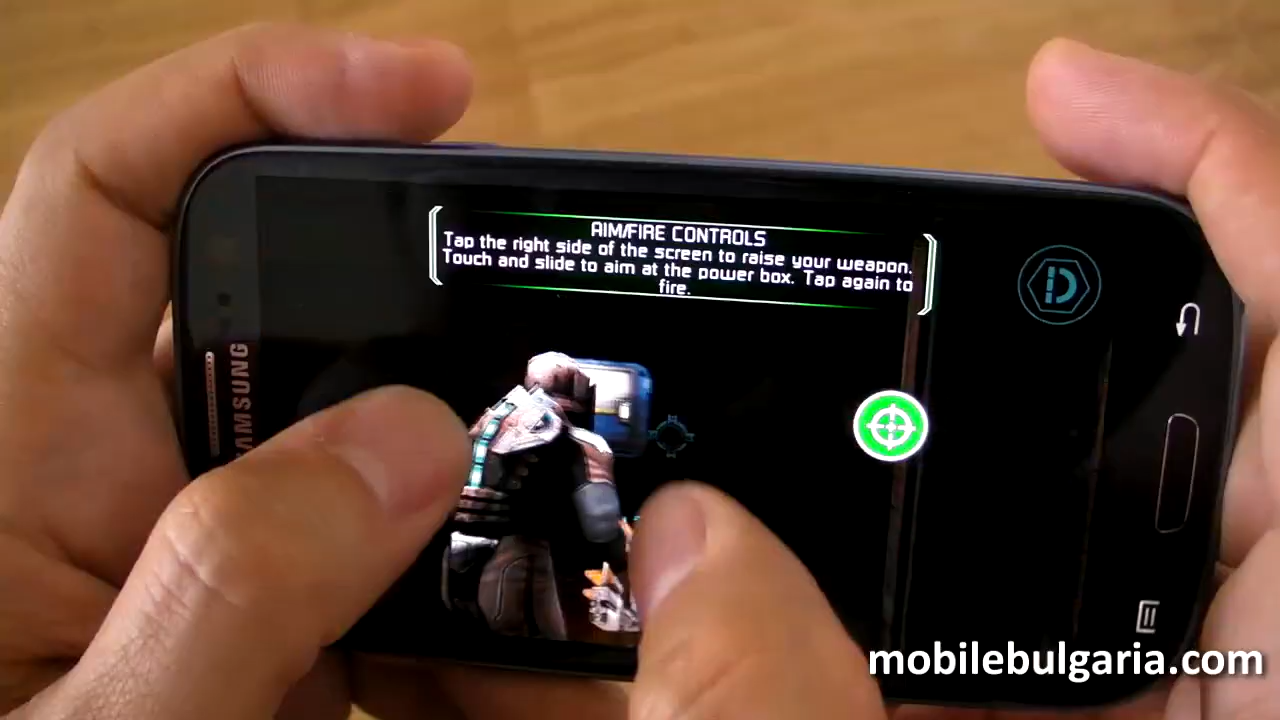 AIM/FIRE CONTROLS
Tap the right side of the screen to raise your weapon.
Touch and slide to aim at the power box. Tap again to
fire.
SAMSUNG
mobilebulgaria.com